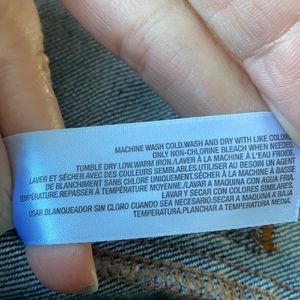 MACHINE WASH COLD.WASH AND DRY WITH LIKE COLORS
ONLY NON-CHLORINE BLEACH WHEN NEEDED.
TUMBLE DRY LOW.WARM IRON./LAVER À LA MACHINE À L'EAU FROIDE.
LAVER ET SÉCHER AVEC DES COULEURS SEMBLABLES.UTILISER AU BESOIN UN AGENT
DE BLANCHIMENT SANS CHLORE UNIQUEMENT. SÉCHER À LA MACHINE À BASSE
TEMPÉRATURE.REPASSER À TEMPÉRATURE MOYENNE./LAVAR A MAQUINA CON AGUA FRIA.
LAVAR Y SECAR CON COLORES SIMILARES.
USAR BLANQUEADOR SIN CLORO CUANDO SEA NECESARIO.SECAR A MAQUINA A BAJA
TEMPERATURA.PLANCHAR A TEMPERATURA MEDIA.